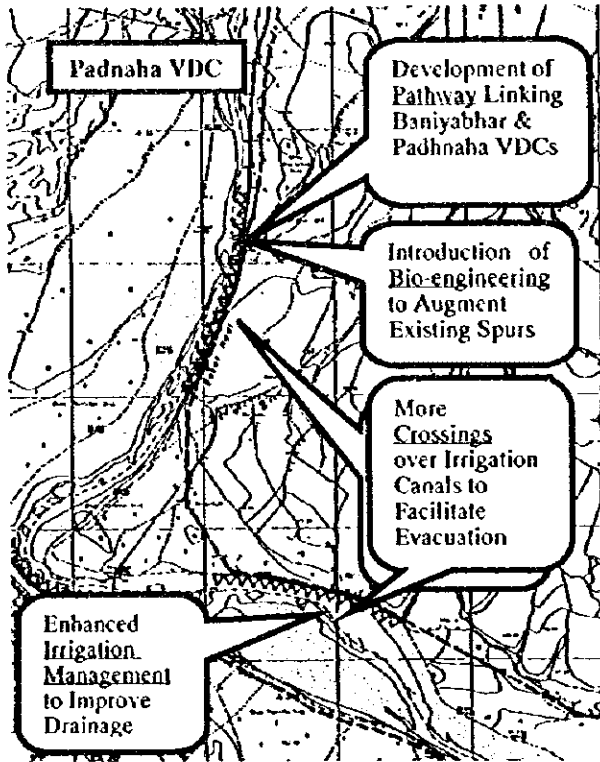 Padnaha VDC
Development of
Pathway Linking
Baniyabhar &
Padhnaha VDCs
Introduction of
Bio-engineering
to Augment
Existing Spurs
More
Crossings
over Irrigation
Canals to
Facilitate
Evacuation
Enhanced
Irrigation
Management
to Improve
Drainage